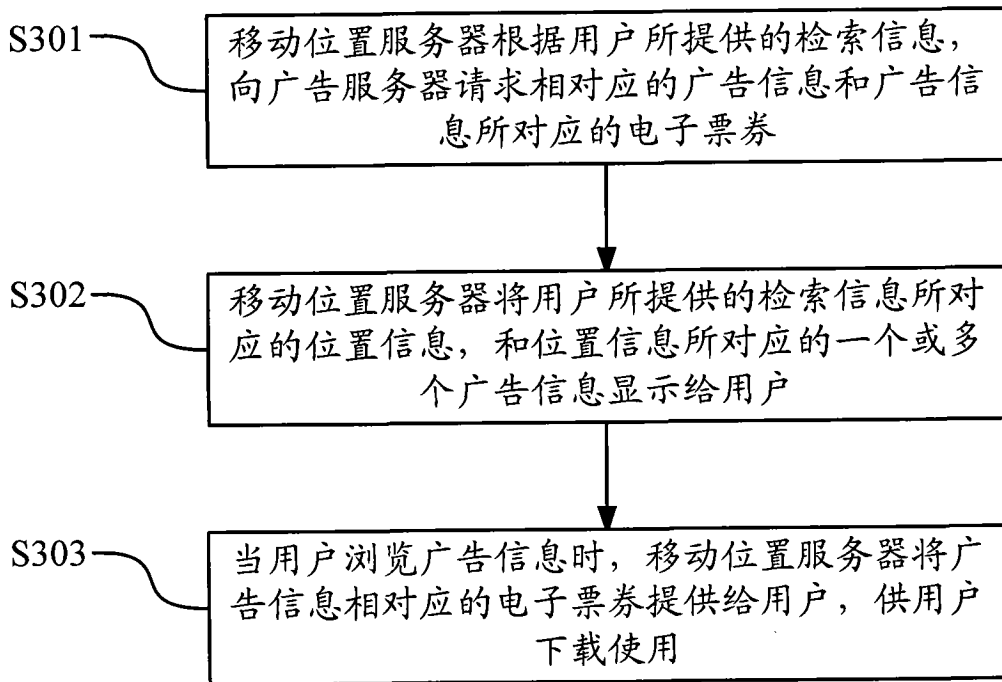 S301
移动位置服务器根据用户所提供的检索信息，
向广告服务器请求相对应的广告信息和广告信
息所对应的电子票券
S302
移动位置服务器将用户所提供的检索信息所对
应的位置信息，和位置信息所对应的一个或多
个广告信息显示给用户
S303
当用户浏览广告信息时，移动位置服务器将广
告信息相对应的电子票券提供给用户，供用户
下载使用